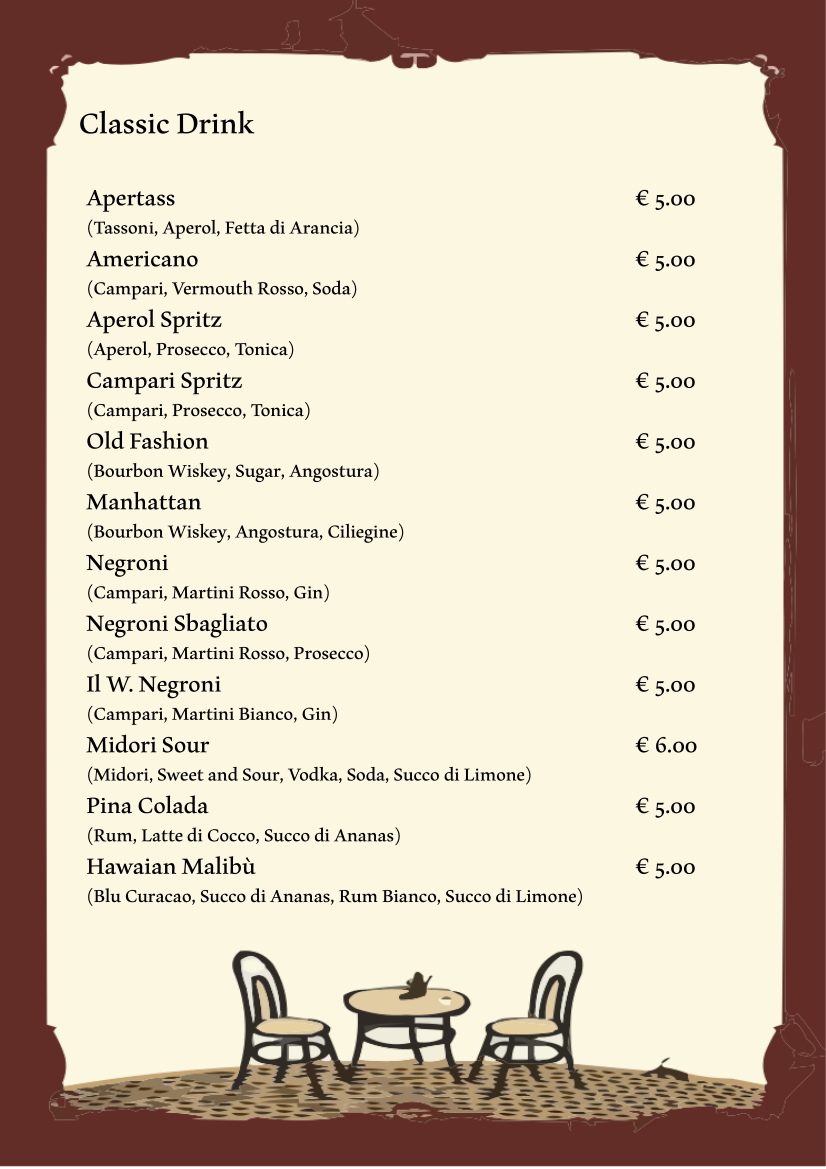 Classic Drink
Apertass € 5.00
(Tassoni, Aperol, Fetta di Arancia)
Americano € 5.00
(Campari, Vermouth Rosso, Soda)
Aperol Spritz € 5.00
(Aperol, Prosecco, Tonica)
Campari Spritz € 5.00
(Campari, Prosecco, Tonica)
Old Fashion € 5.00
(Bourbon Wiskey, Sugar, Angostura)
Manhattan € 5.00
(Bourbon Wiskey, Angostura, Ciliegine)
Negroni € 5.00
(Campari, Martini Rosso, Gin)
Negroni Sbagliato € 5.00
(Campari, Martini Rosso, Prosecco)
Il W. Negroni € 5.00
(Campari, Martini Bianco, Gin)
Midori Sour € 6.00
(Midori, Sweet and Sour, Vodka, Soda, Succo di Limone)
Pina Colada € 5.00
(Rum, Latte di Cocco, Succo di Ananas)
Hawaian Malibù € 5.00
(Blu Curacao, Succo di Ananas, Rum Bianco, Succo di Limone)